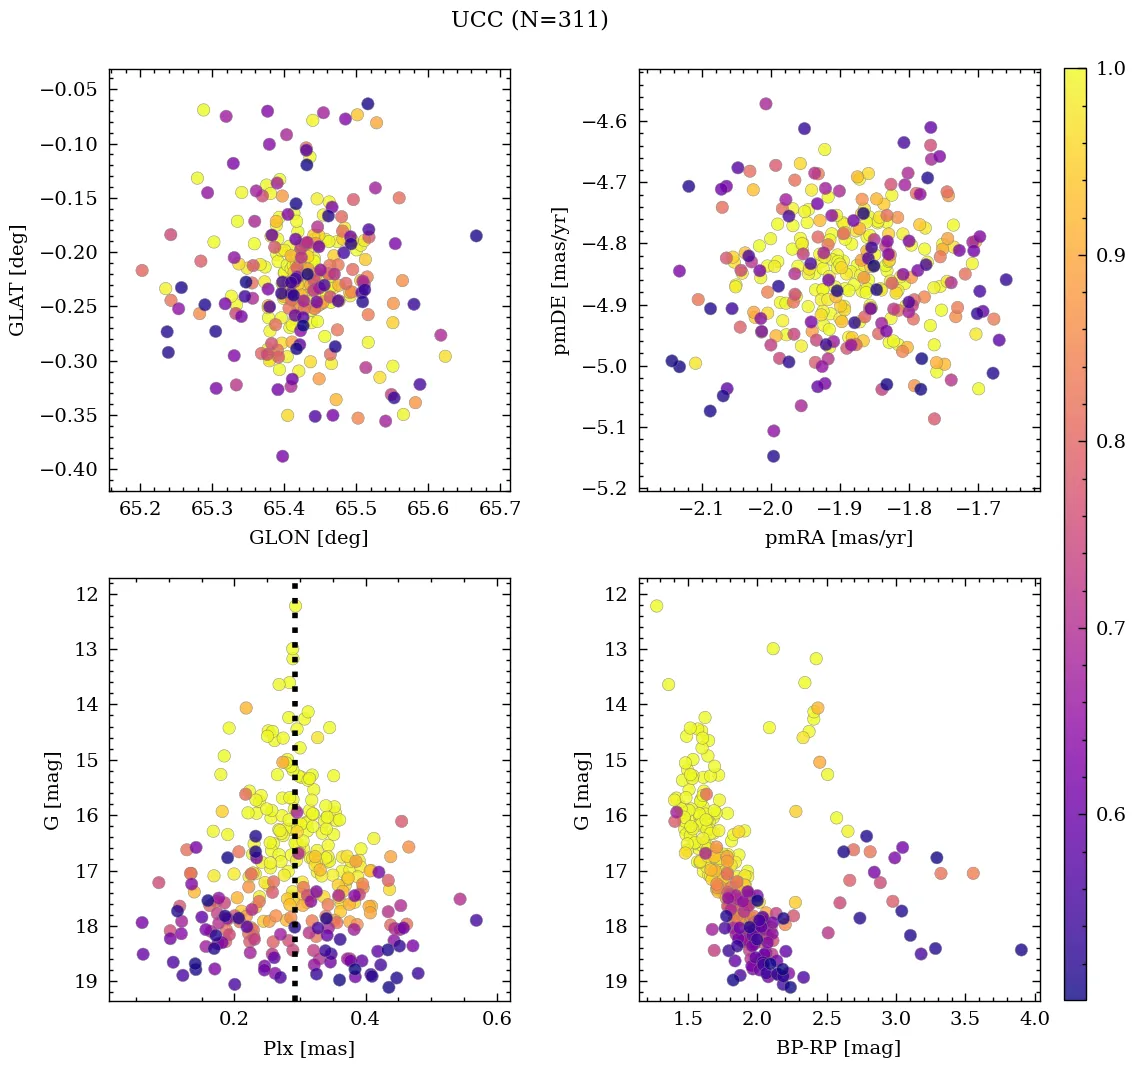 UCC (N=311)
−0.05
−0.10
−0.15
−0.20
−0.25
−0.30
−0.35
−0.40
GLAT [deg]
65.2 65.3 65.4 65.5 65.6 65.7
GLON [deg]
−4.6
−4.7
−4.8
−4.9
−5.0
−5.1
−5.2
pmDE [mas/yr]
−2.1 −2.0 −1.9 −1.8 −1.7
pmRA [mas/yr]
12
13
14
15
16
17
18
19
G [mag]
0.2 0.4 0.6
Plx [mas]
12
13
14
15
16
17
18
19
G [mag]
1.5 2.0 2.5 3.0 3.5 4.0
BP-RP [mag]
1.0
0.9
0.8
0.7
0.6